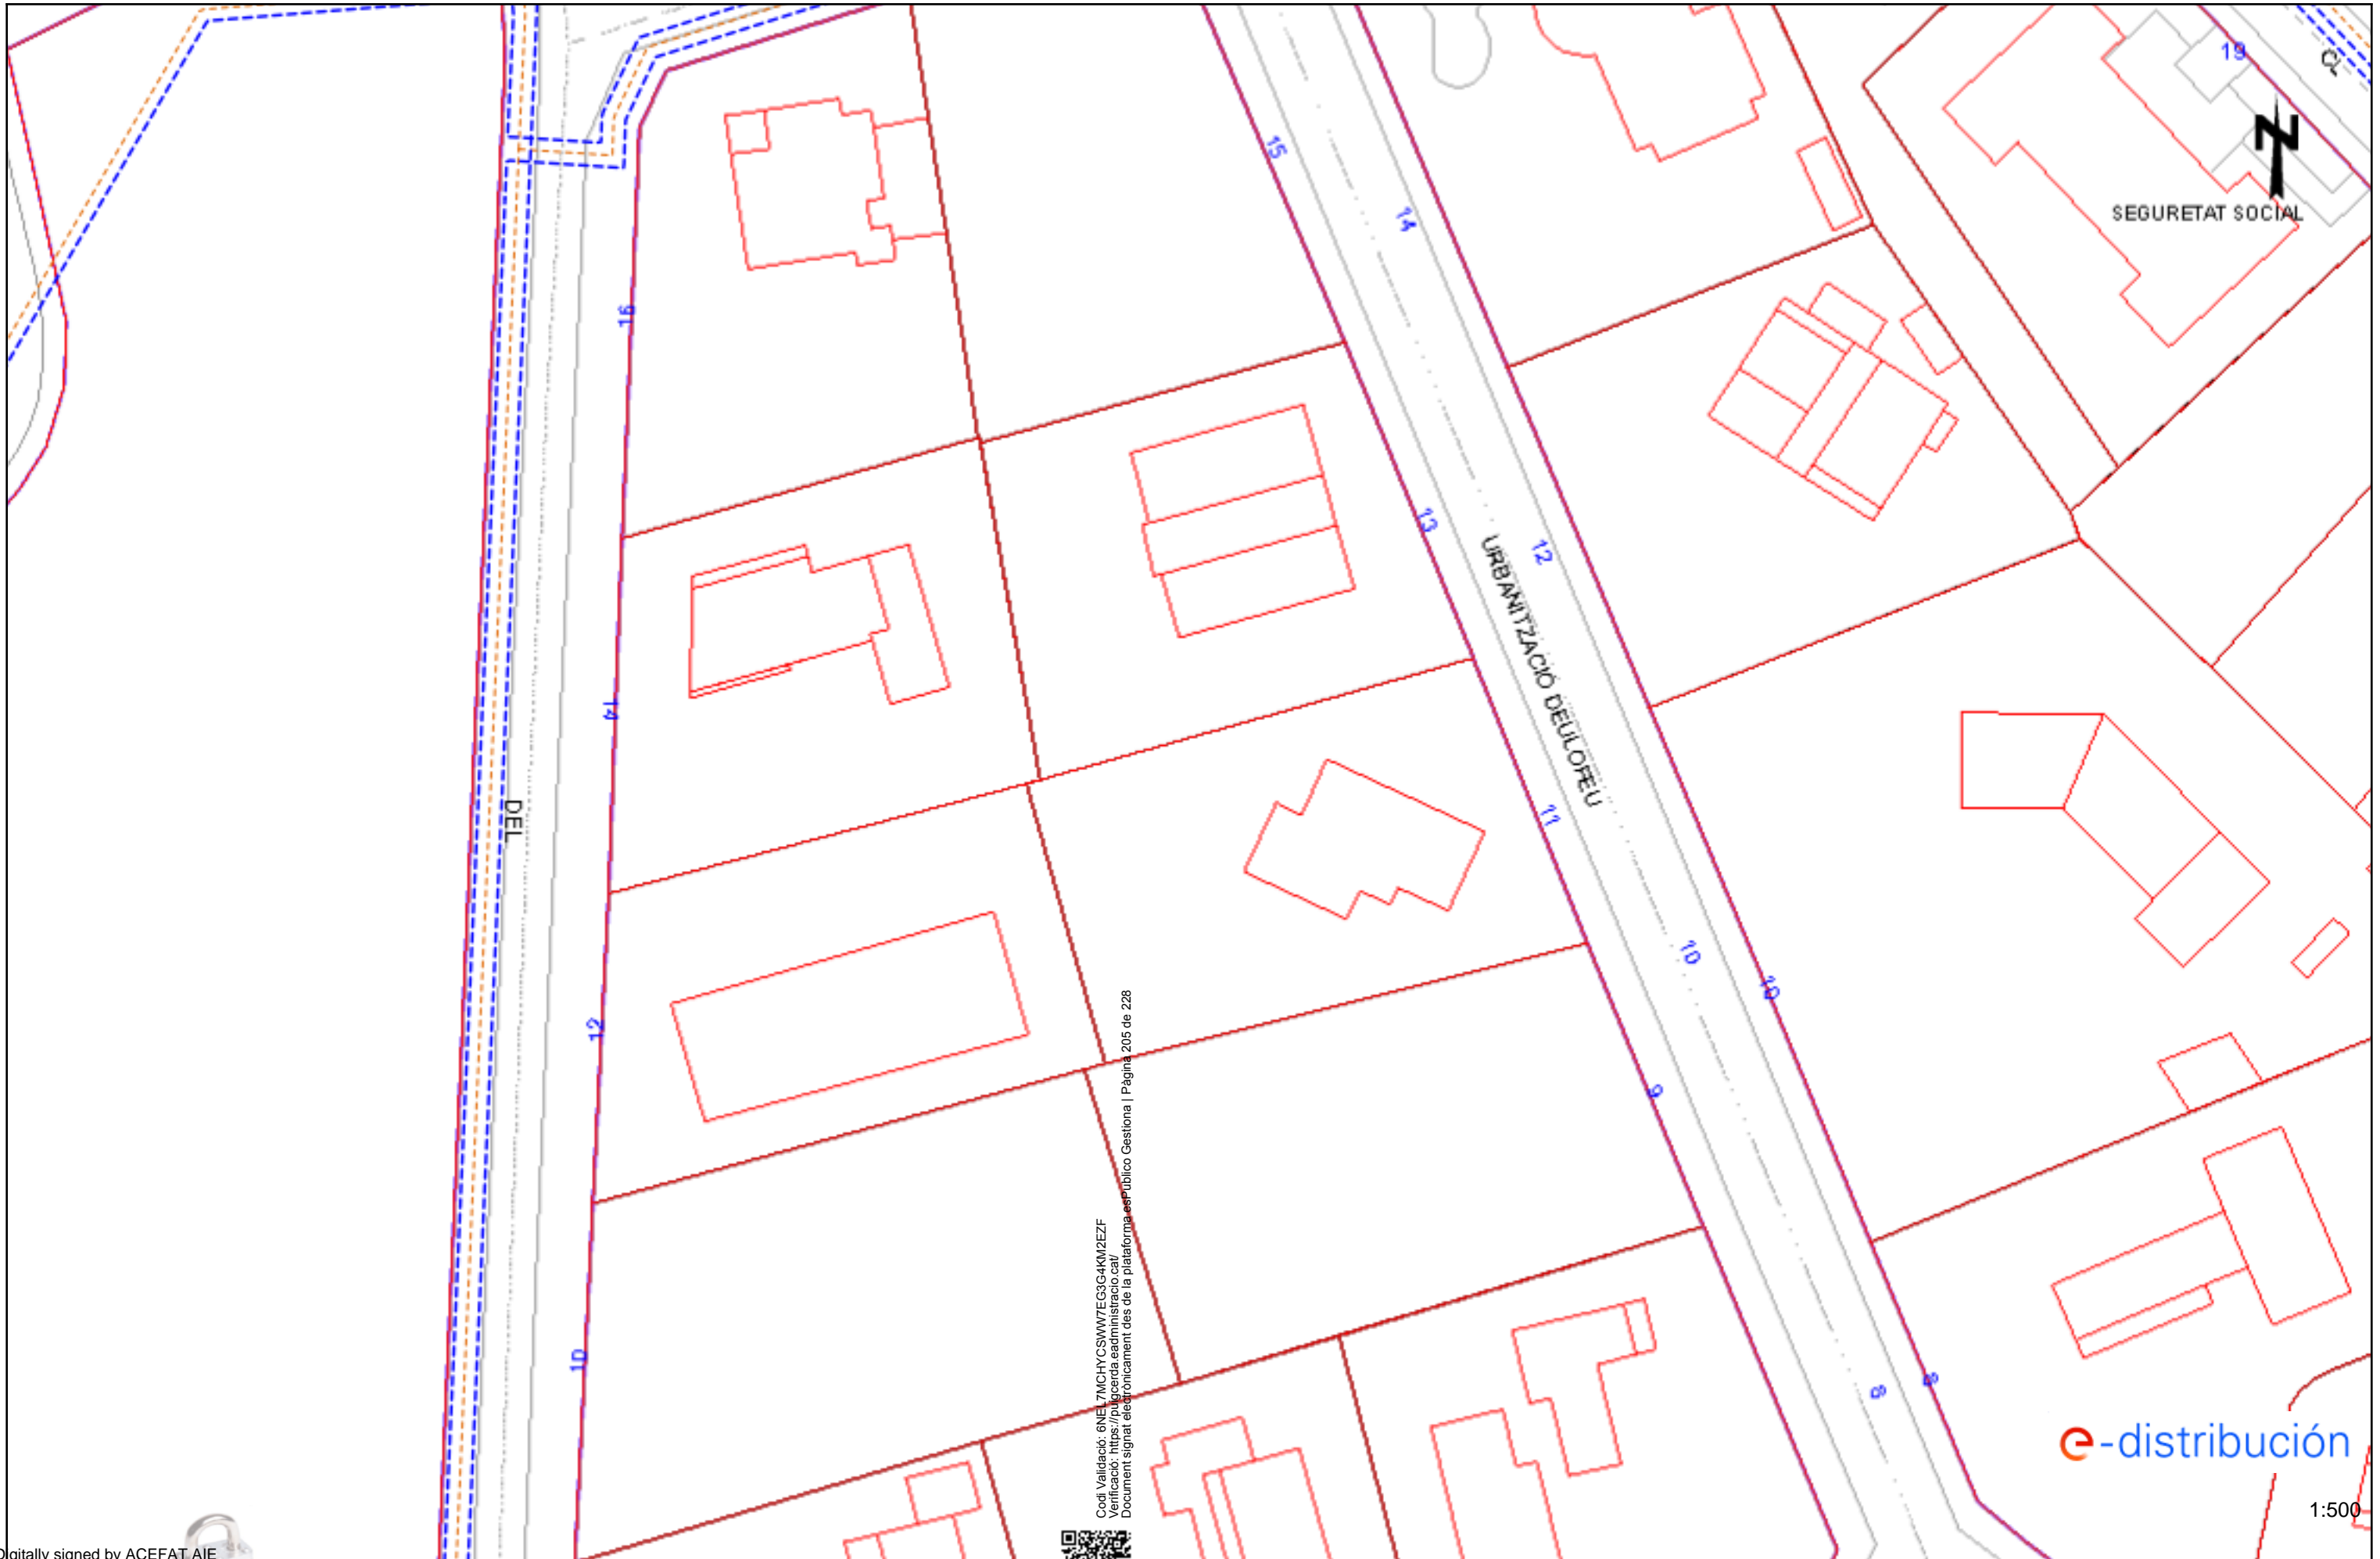 19
CL
15
14
SEGURETAT SOCIAL
16
13
12
URBANITZACIÓ DEULOFEU
14
DEL
11
10
10
12
9
10
8
8
Codi Validació: 6NEL7MCHYCSWW7EG3G4KM2EZF
Verificació: https://puigcerda.eadministracio.cat/
Document signat electrònicament des de la plataforma esPublico Gestiona | Pàgina 205 de 228
e-distribución
1:500
Digitally signed by ACEFAT AIE